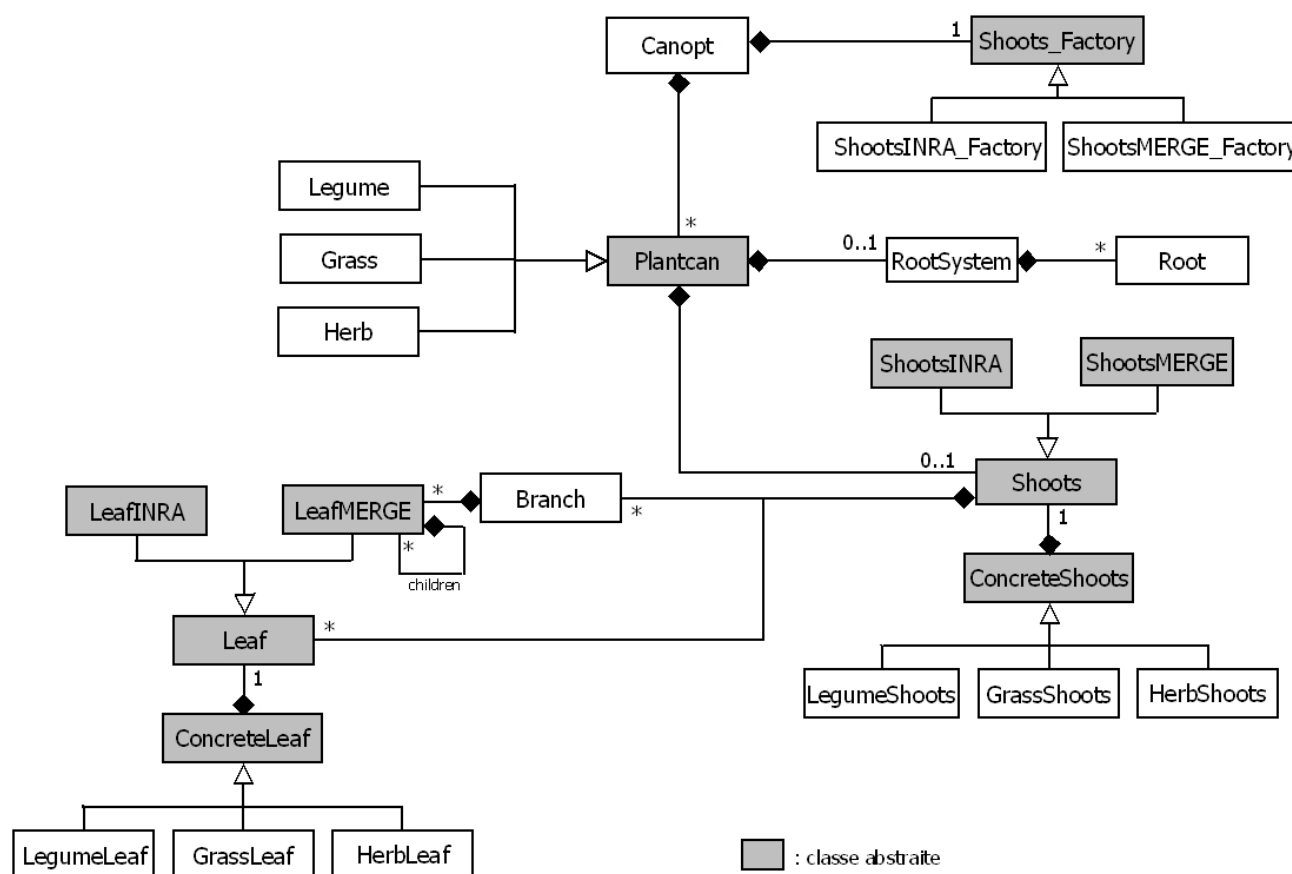 Canopt
1
Shoots_Factory
ShootsINRA_Factory
ShootsMERGE_Factory
Legume
Grass
Herb
*
Plantcan
0..1
RootSystem
*
Root
ShootsINRA
ShootsMERGE
0..1
Shoots
1
ConcreteShoots
LegumeShoots
GrassShoots
HerbShoots
LeafINRA
LeafMERGE
*
*
children
Branch
*
Leaf
*
1
ConcreteLeaf
LegumeLeaf
GrassLeaf
HerbLeaf
: classe abstraite